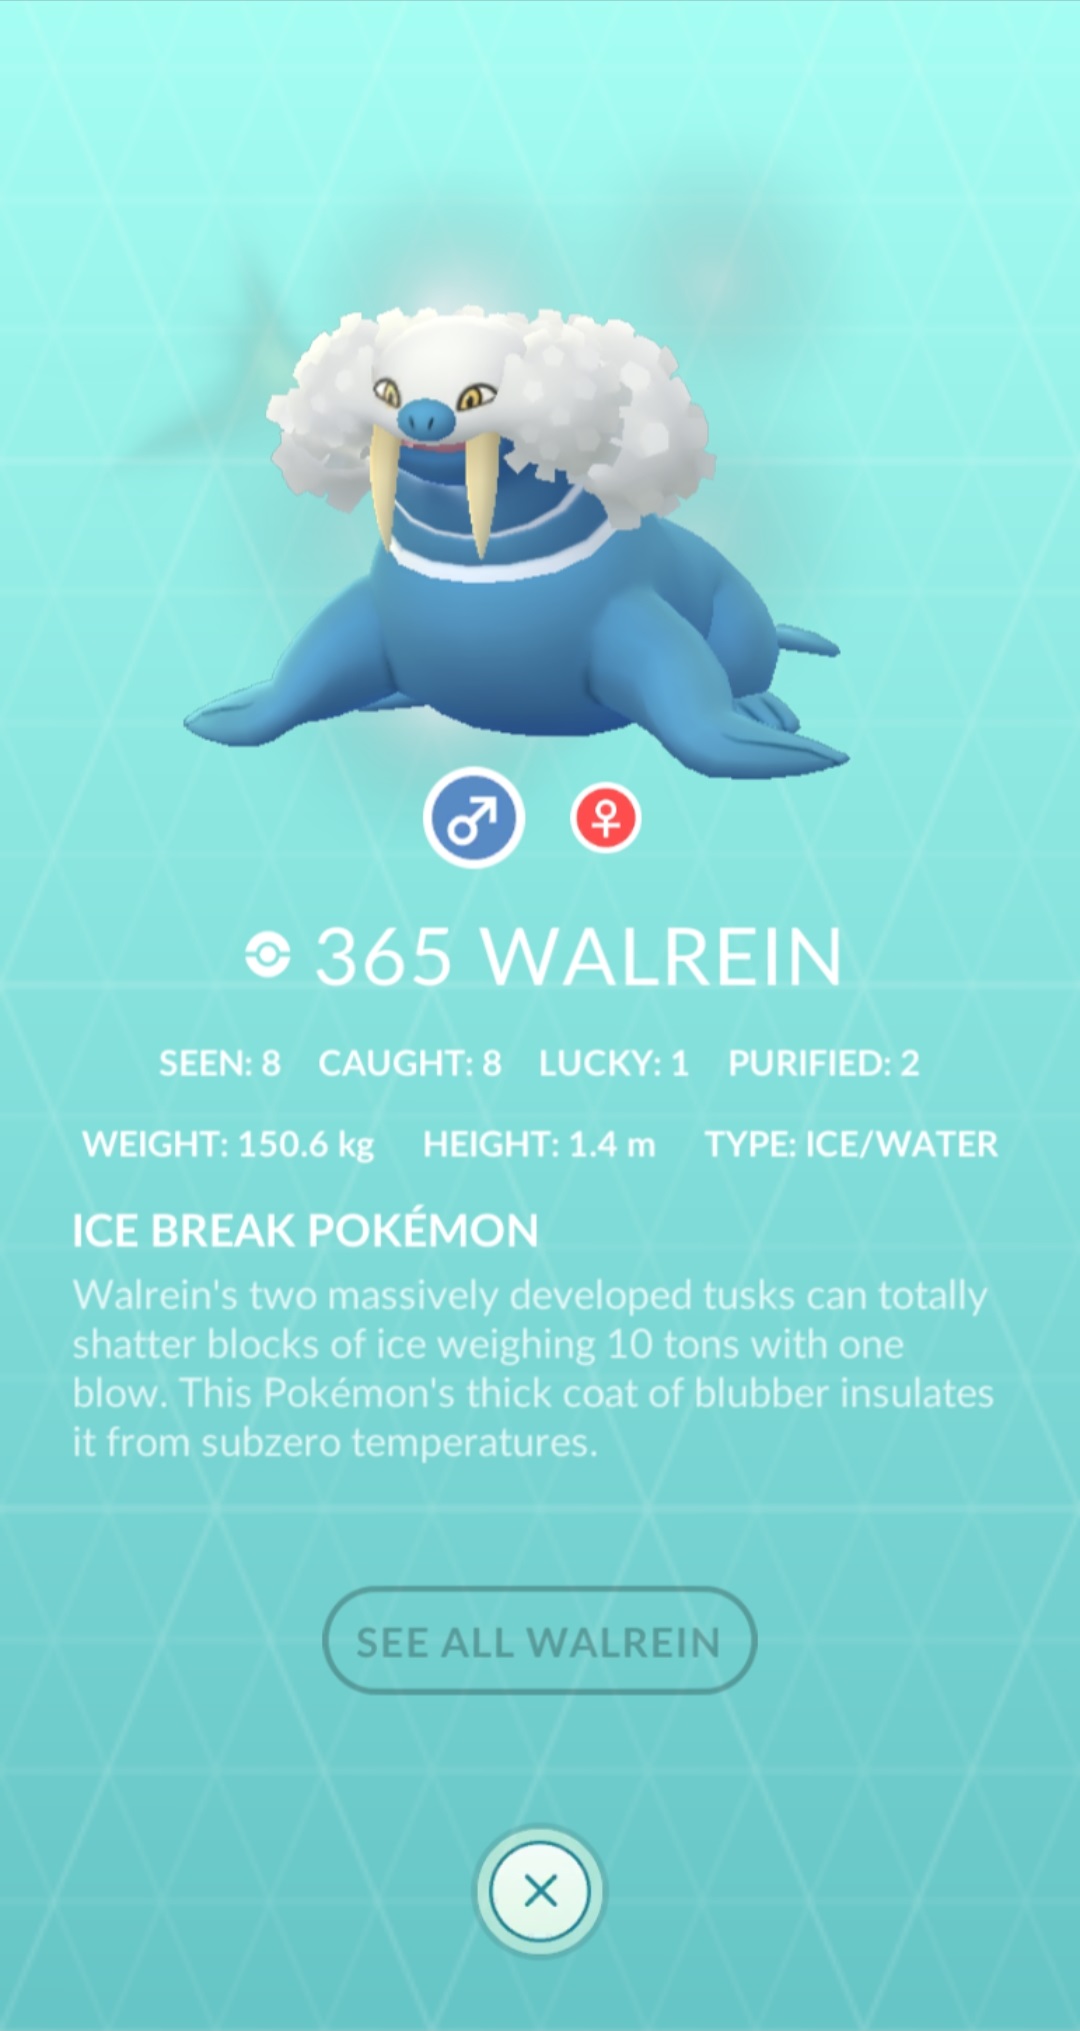 365 WALREIN
SEEN: 8 CAUGHT: 8 LUCKY: 1 PURIFIED: 2
WEIGHT: 150.6 kg HEIGHT: 1.4 m TYPE: ICE/WATER
ICE BREAK POKÉMON
Walrein's two massively developed tusks can totally
shatter blocks of ice weighing 10 tons with one
blow. This Pokémon's thick coat of blubber insulates
it from subzero temperatures.
SEE ALL WALREIN